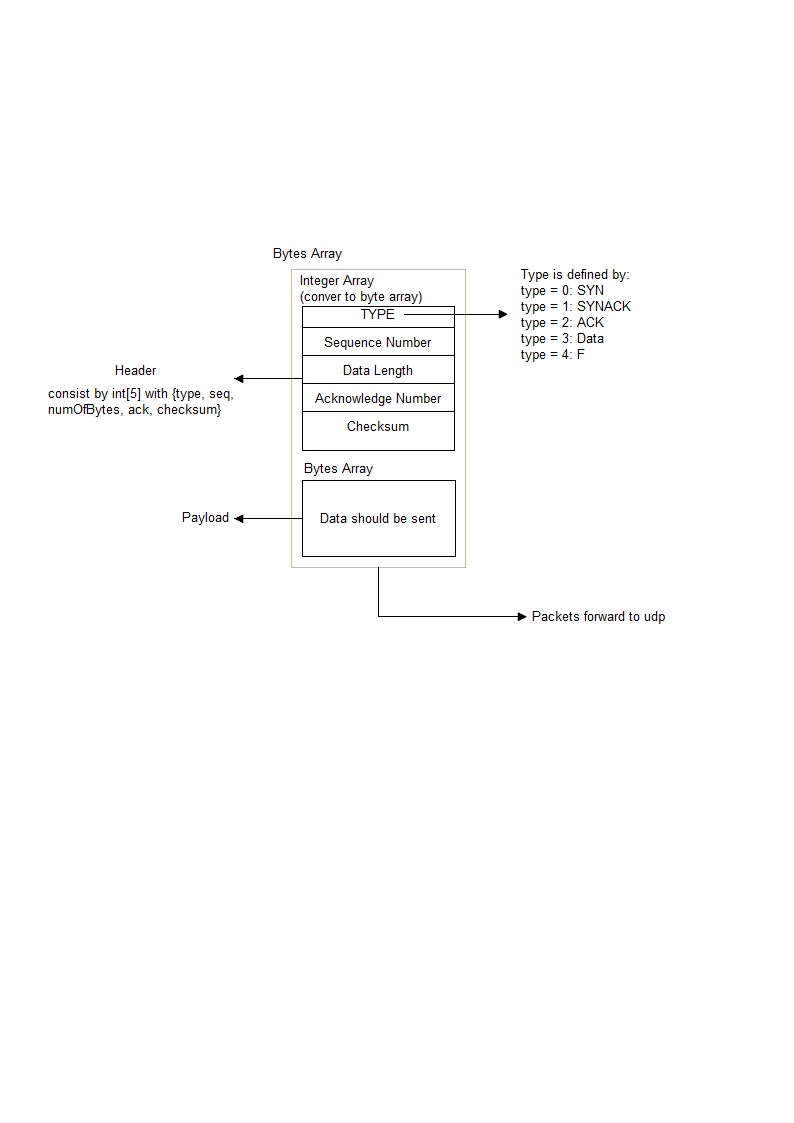 Bytes Array
Integer Array
(conver to byte array)
TYPE
Sequence Number
Data Length
Acknowledge Number
Checksum
Type is defined by:
type = 0: SYN
type = 1: SYNACK
type = 2: ACK
type = 3: Data
type = 4: F
Header
consist by int[5] with {type, seq,
numOfBytes, ack, checksum}
Bytes Array
Data should be sent
Payload
Packets forward to udp